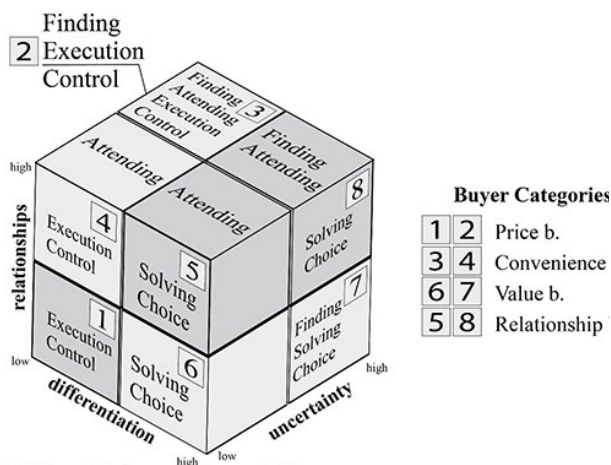 2 Finding
Execution
Control
Finding
Attending
Execution
Control
3
Finding
Attending
Attending
Attending
high
relationships
low
4
Execution
Control
5
Solving
Choice
8
Solving
Choice
1
Execution
Control
6
Solving
Choice
7
Finding
Solving
Choice
differentiation
high
low
uncertainty
high
Buyer Categories
1 2 Price b.
3 4 Convenience
6 7 Value b.
5 8 Relationship